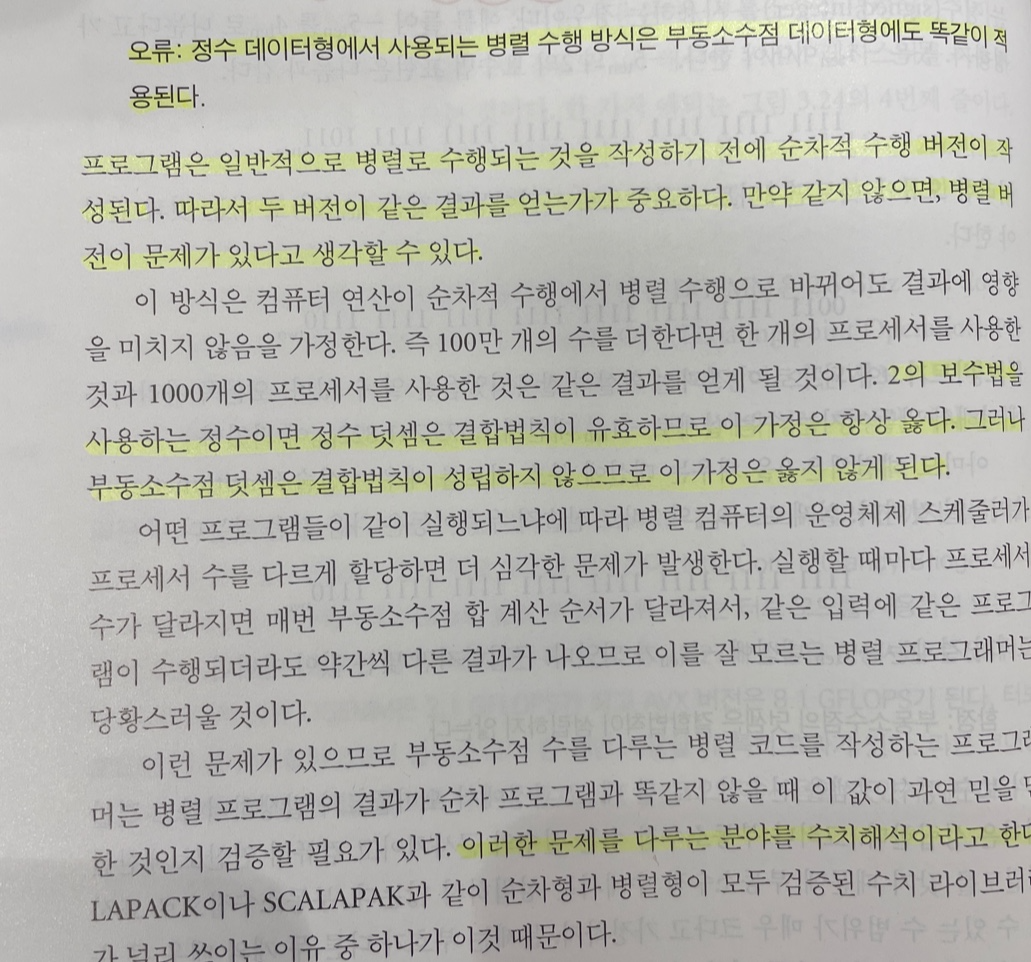 오류: 정수 데이터형에서 사용되는 병렬 수행 방식은 부동소수점 데이터형에도 똑같이 적
용된다.
프로그램은 일반적으로 병렬로 수행되는 것을 작성하기 전에 순차적 수행 버전이 작
성된다. 따라서 두 버전이 같은 결과를 얻는가가 중요하다. 만약 같지 않으면, 병렬 버
전이 문제가 있다고 생각할 수 있다.
이 방식은 컴퓨터 연산이 순차적 수행에서 병렬 수행으로 바뀌어도 결과에 영향
을 미치지 않음을 가정한다. 즉 100만 개의 수를 더한다면 한 개의 프로세서를 사용한
것과 1000개의 프로세서를 사용한 것은 같은 결과를 얻게 될 것이다. 2의 보수법을
사용하는 정수이면 정수 덧셈은 결합법칙이 유효하므로 이 가정은 항상 옳다. 그러나
부동소수점 덧셈은 결합법칙이 성립하지 않으므로 이 가정은 옳지 않게 된다.
어떤 프로그램들이 같이 실행되느냐에 따라 병렬 컴퓨터의 운영체제 스케줄러가
프로세서 수를 다르게 할당하면 더 심각한 문제가 발생한다. 실행할 때마다 프로세서
수가 달라지면 매번 부동소수점 합 계산 순서가 달라져서, 같은 입력에 같은 프로그
램이 수행되더라도 약간씩 다른 결과가 나오므로 이를 잘 모르는 병렬 프로그래머는
당황스러울 것이다.
이런 문제가 있으므로 부동소수점 수를 다루는 병렬 코드를 작성하는 프로그래
머는 병렬 프로그램의 결과가 순차 프로그램과 똑같지 않을 때 이 값이 과연 믿을
한 것인지 검증할 필요가 있다. 이러한 문제를 다루는 분야를 수치해석이라고 한다
LAPACK이나 SCALAPAK과 같이 순차형과 병렬형이 모두 검증된 수치 라이브러리
가 널리 쓰이는 이유 중 하나가 이것 때문이다.